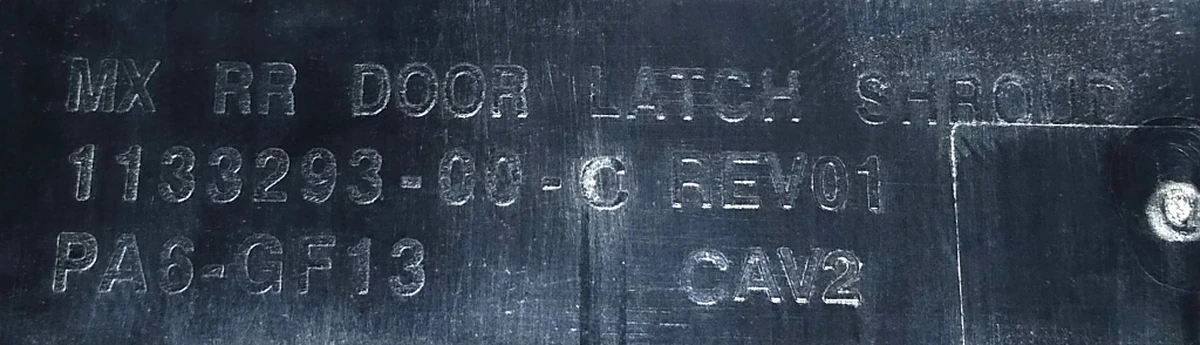 MX RR DOOR LATCH SHROUD
1133293-00-C REV01
PA6-GF13 CAV2